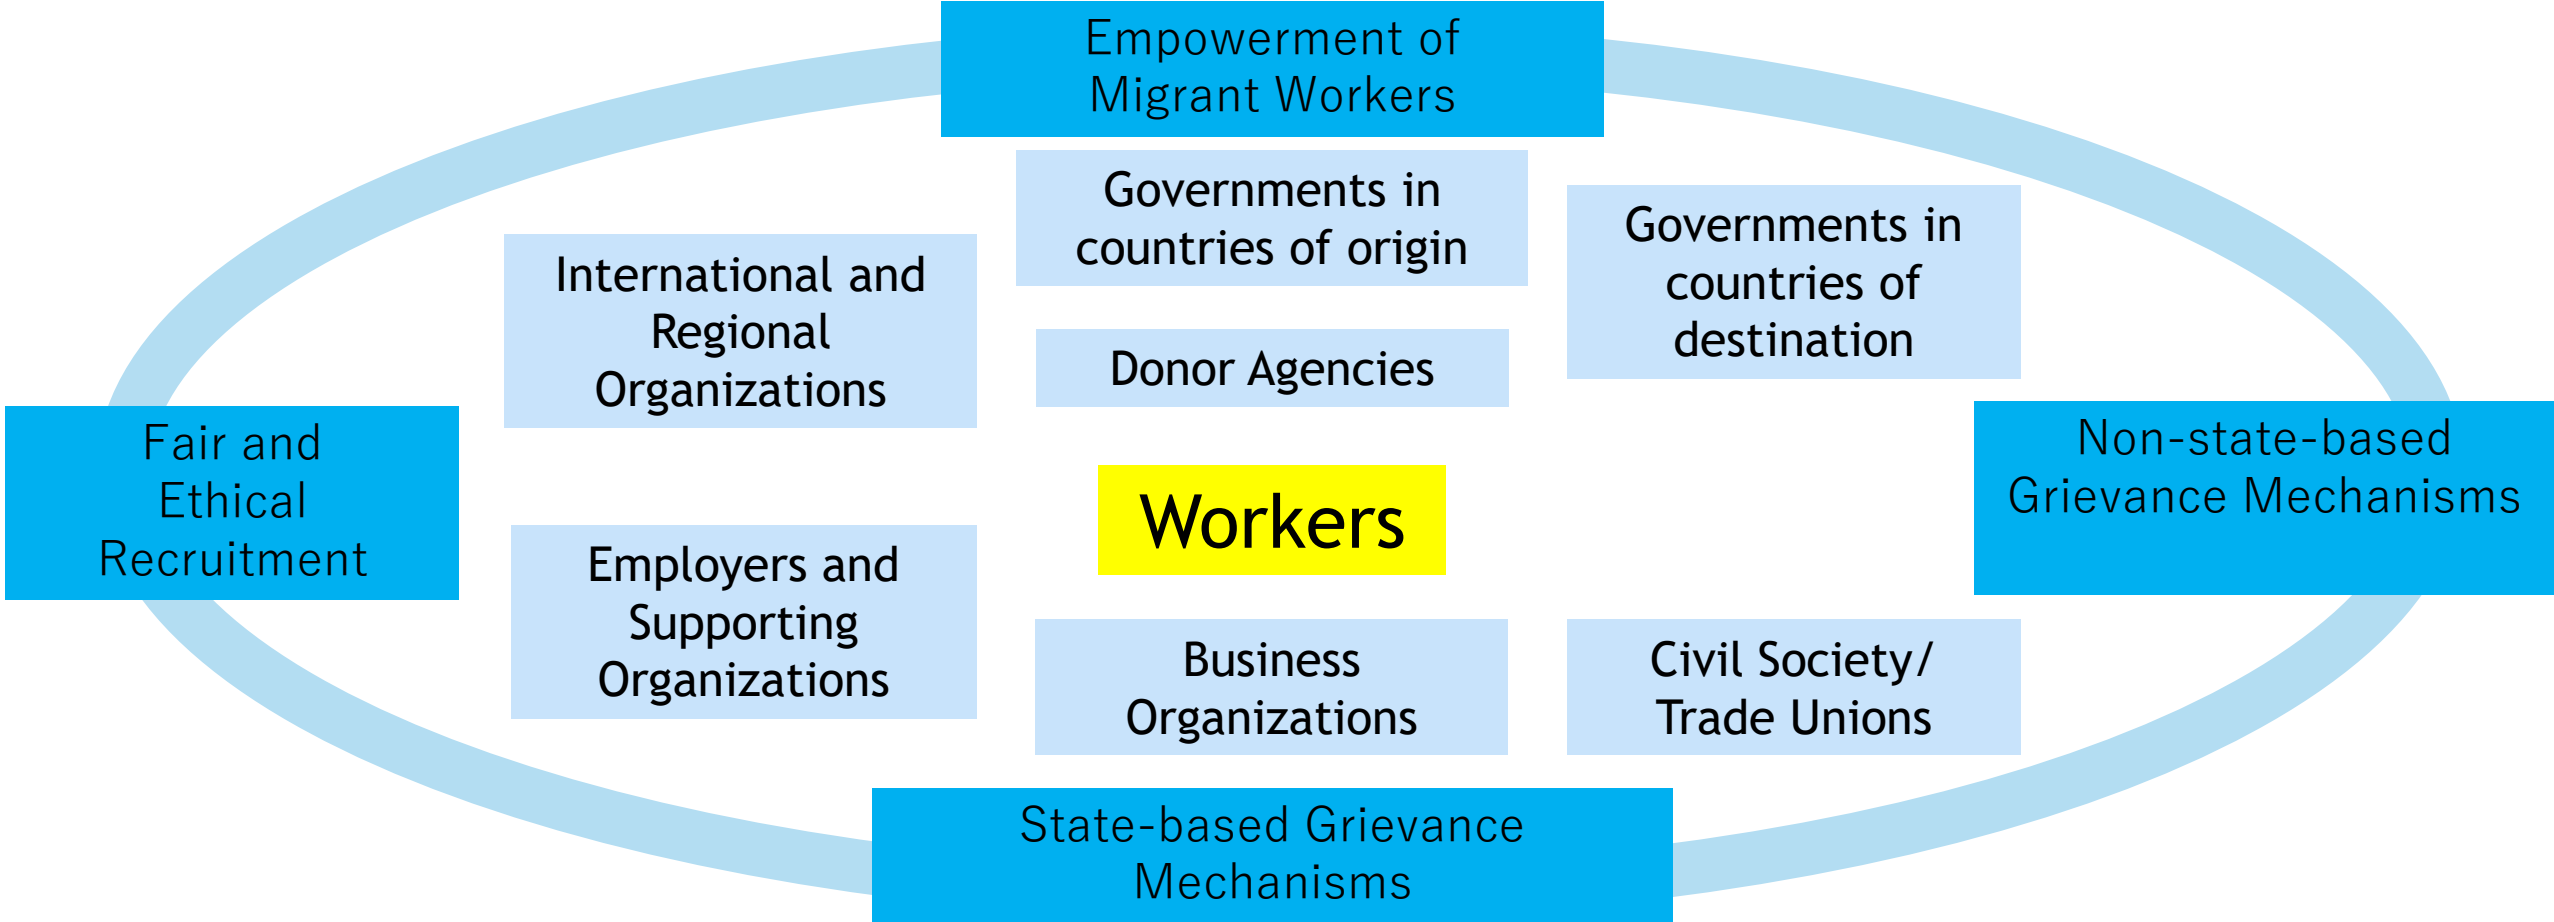 Empowerment of
Migrant Workers
Governments in
countries of origin
Governments in
countries of
destination
International and
Regional
Organizations
Donor Agencies
Fair and
Ethical
Recruitment
Non-state-based
Grievance Mechanisms
Workers
Employers and
Supporting
Organizations
Business
Organizations
Civil Society/
Trade Unions
State-based Grievance
Mechanisms